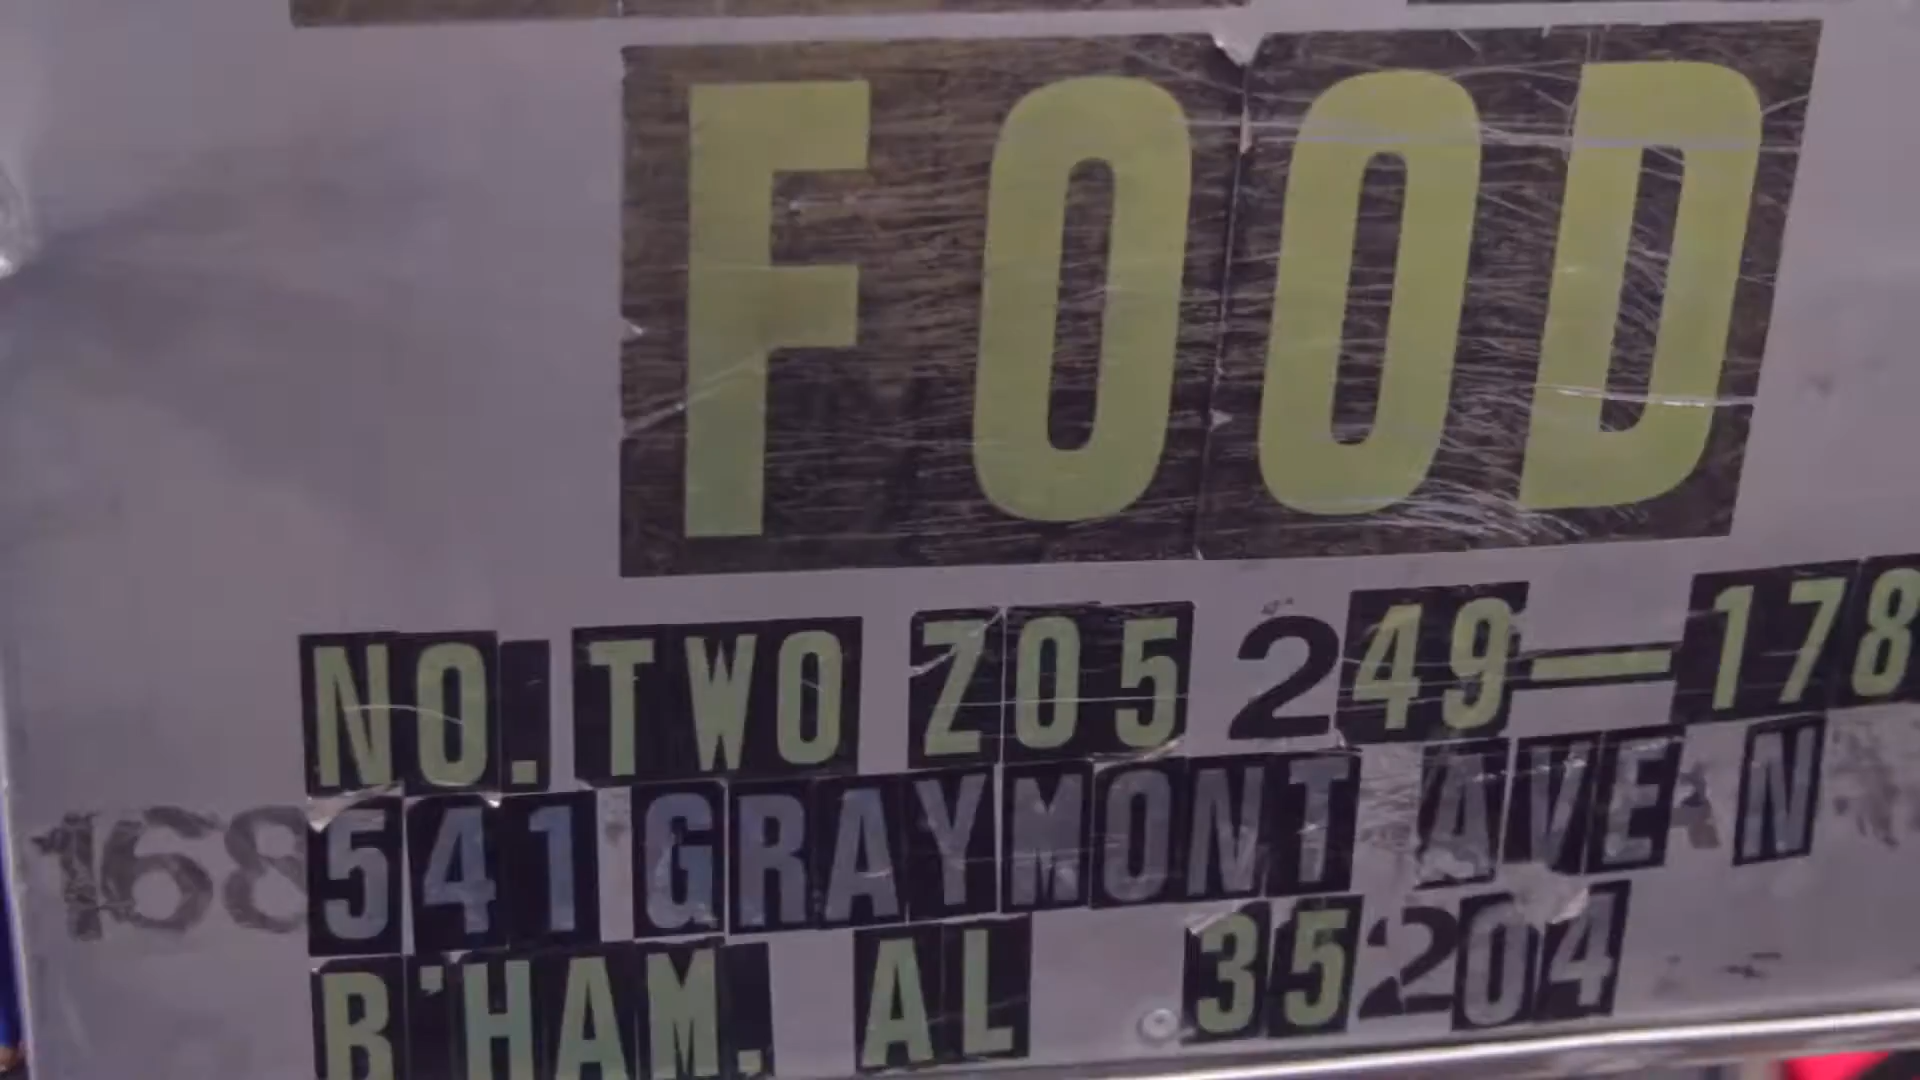 FOOD
NO. TWO Z05 249—178
168 541 GRAYMONT AVE N
B'HAM, AL 35204